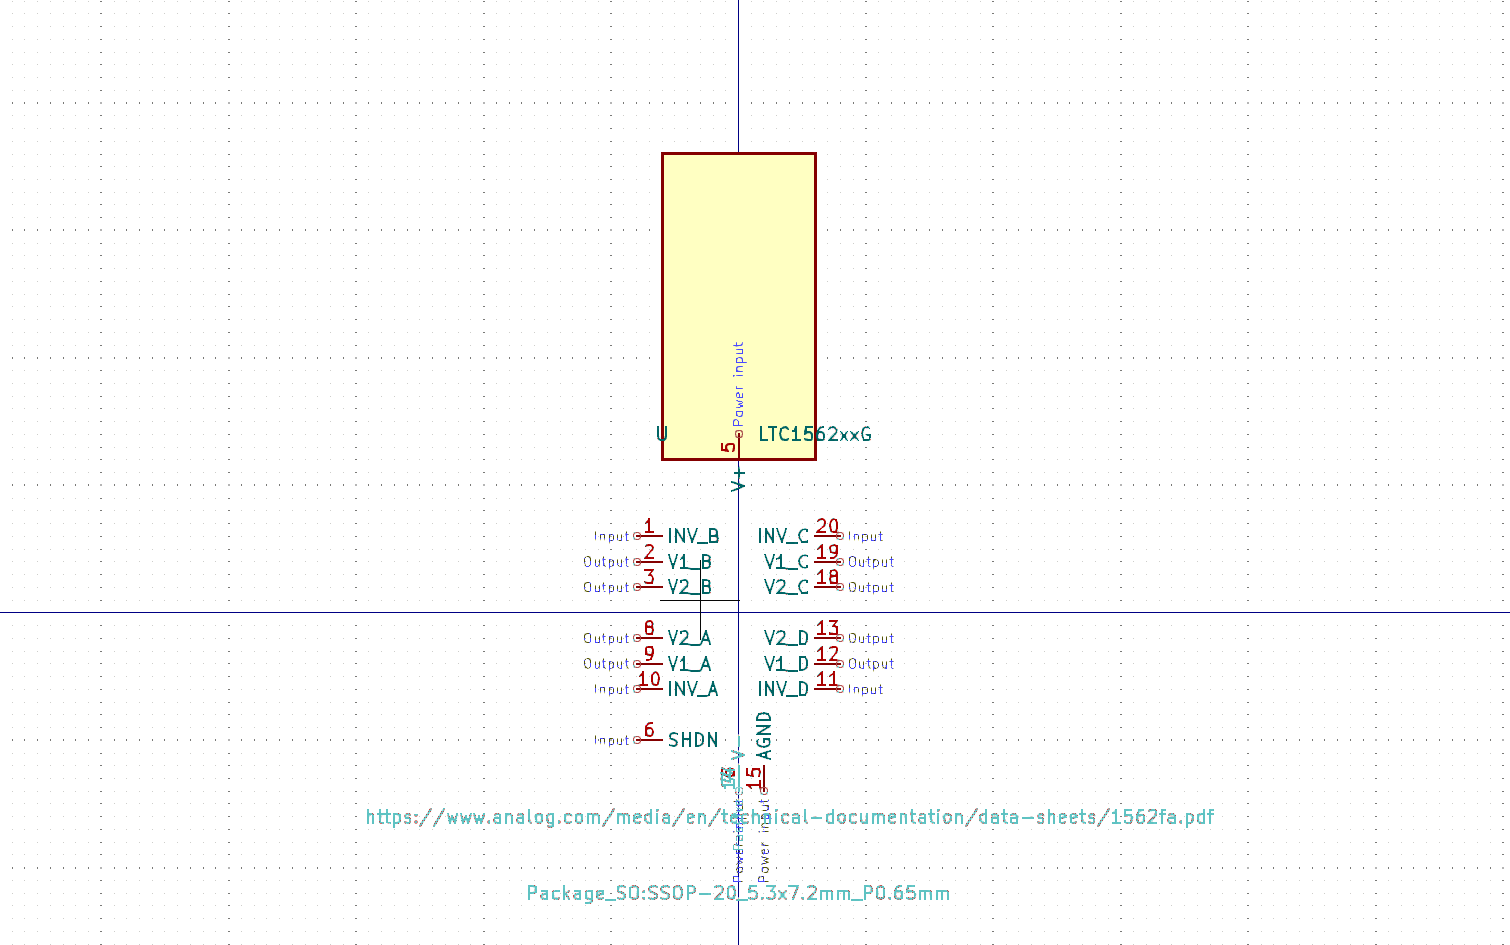 Power input
U LTC1562xxG
5
V+
Input 1 INV_B INV_C 20 Input
Output 2 V1_B V1_C 19 Output
Output 3 V2_B V2_C 18 Output
Output 8 V2_A V2_D 13 Output
Output 9 V1_A V1_D 12 Output
Input 10 INV_A INV_D 11 Input
Input 6 SHDN V- AGND
15
https://www.analog.com/media/en/technical-documentation/data-sheets/1562fa.pdf
Power input
Package_SO:SSOP-20_5.3x7.2mm_P0.65mm